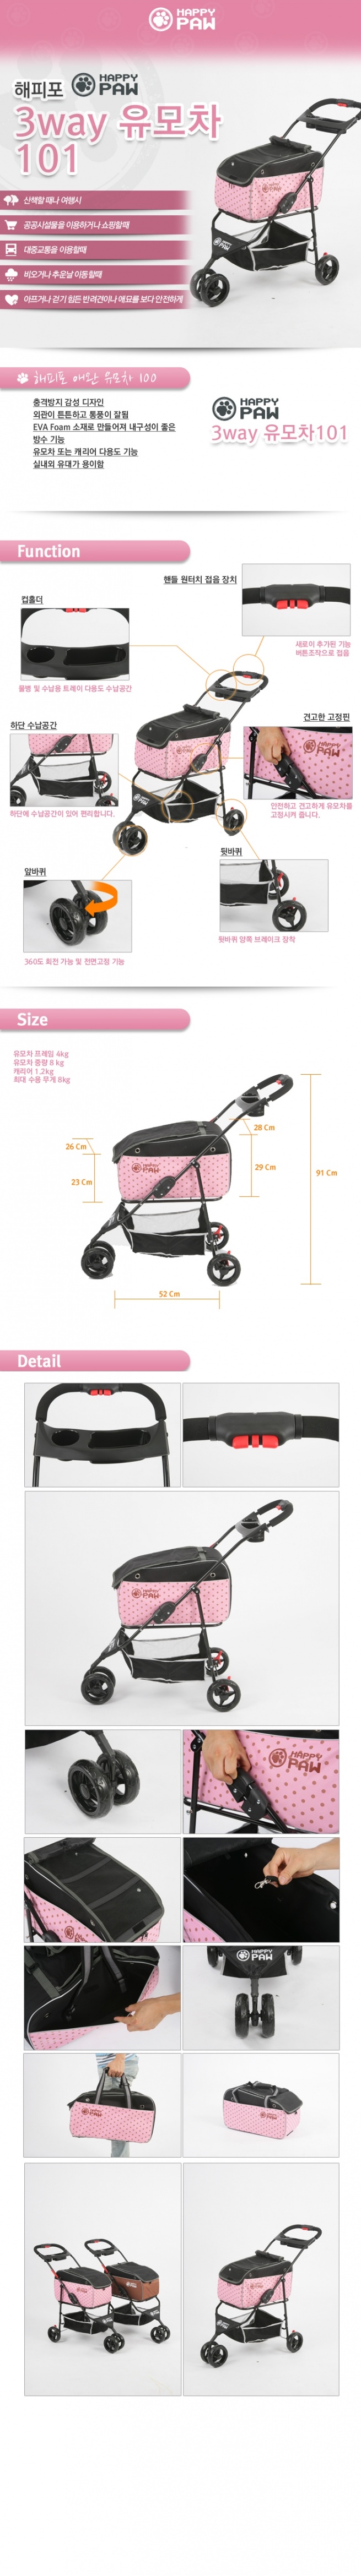 HAPPY
PAW
해피포 HAPPY
PAW
3way 유모차
101
산책할 때나 여행시
공공시설물을 이용하거나 쇼핑할때
대중교통을 이용할때
비오거나 추운날 이동할때
아프거나 걷기 힘든 반려견이나 애묘를 보다 안전하게
해피포 애완 유모차 100
충격방지 감성 디자인
외관이 튼튼하고 통풍이 잘됨
EVA Foam 소재로 만들어져 내구성이 좋은
방수 기능
유모차 또는 캐리어 다용도 기능
실내외 유대가 용이함
HAPPY
PAW
3way 유모차101
Function
핸들 원터치 접음 장치
컵홀더
새로이 추가된 기능
버튼조작으로 접음
물병 및 수납용 트레이 다용도 수납공간
하단 수납공간
견고한 고정핀
하단에 수납공간이 있어 편리합니다.
안전하고 견고하게 유모차를
고정시켜 줍니다.
앞바퀴
뒷바퀴
360도 회전 가능 및 전면고정 기능
뒷바퀴 양쪽 브레이크 장착
Size
유모차 프레임 4kg
유모차 중량 8 kg
캐리어 1.2kg
최대 수용 무게 8kg
28 Cm
26 Cm
29 Cm
23 Cm
91 Cm
52 Cm
Detail
HAPPY
PAW
HAPPY
PAW
HAPPY
PAW